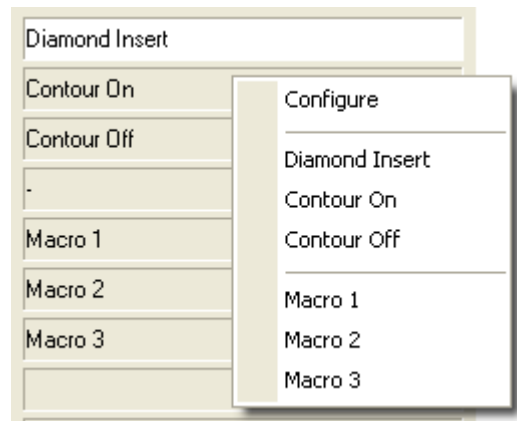 Diamond Insert
Contour On
Contour Off
-
Macro 1
Macro 2
Macro 3
Configure
Diamond Insert
Contour On
Contour Off
Macro 1
Macro 2
Macro 3